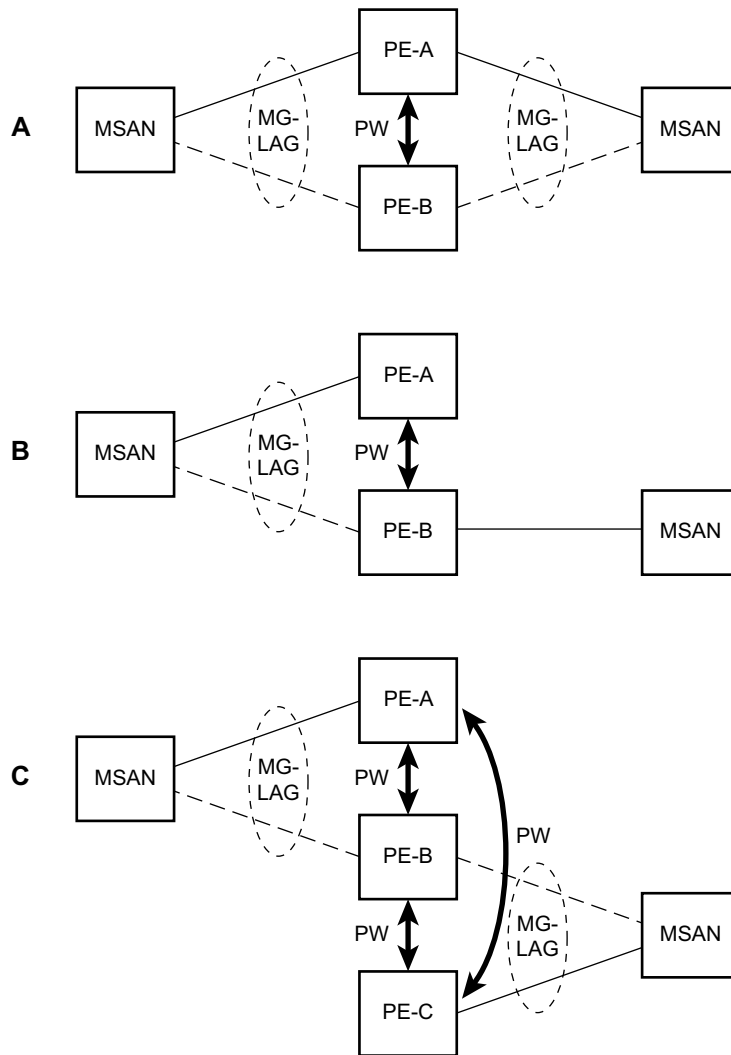 PE-A
MG-
LAG
MG-
LAG
A
MSAN
PW
MSAN
PE-B
PE-A
MG-
LAG
B
MSAN
PW
PE-B
MSAN
PE-A
MG-
LAG
C
MSAN
PW
PW
PE-B
MG-
LAG
PW
MSAN
PE-C